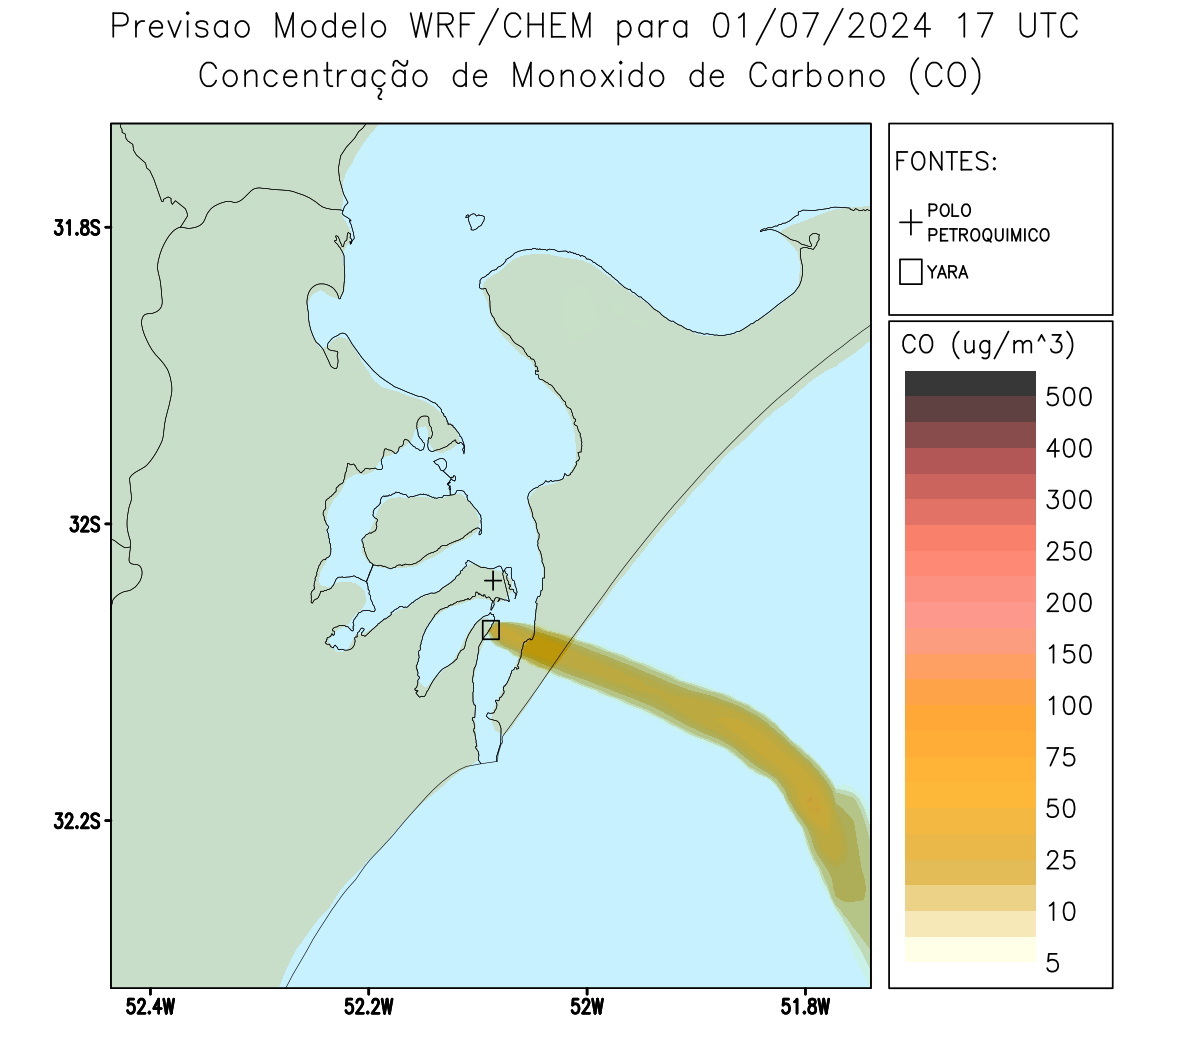 Previsao Modelo WRF/CHEM para 01/07/2024 17 UTC
Concentração de Monoxido de Carbono (CO)
FONTES:
POLO
PETROQUIMICO
YARA
CO (ug/m^3)
500
400
300
250
200
150
100
75
50
25
10
5
31.8S
32S
32.2S
52.4W
52.2W
52W
51.8W